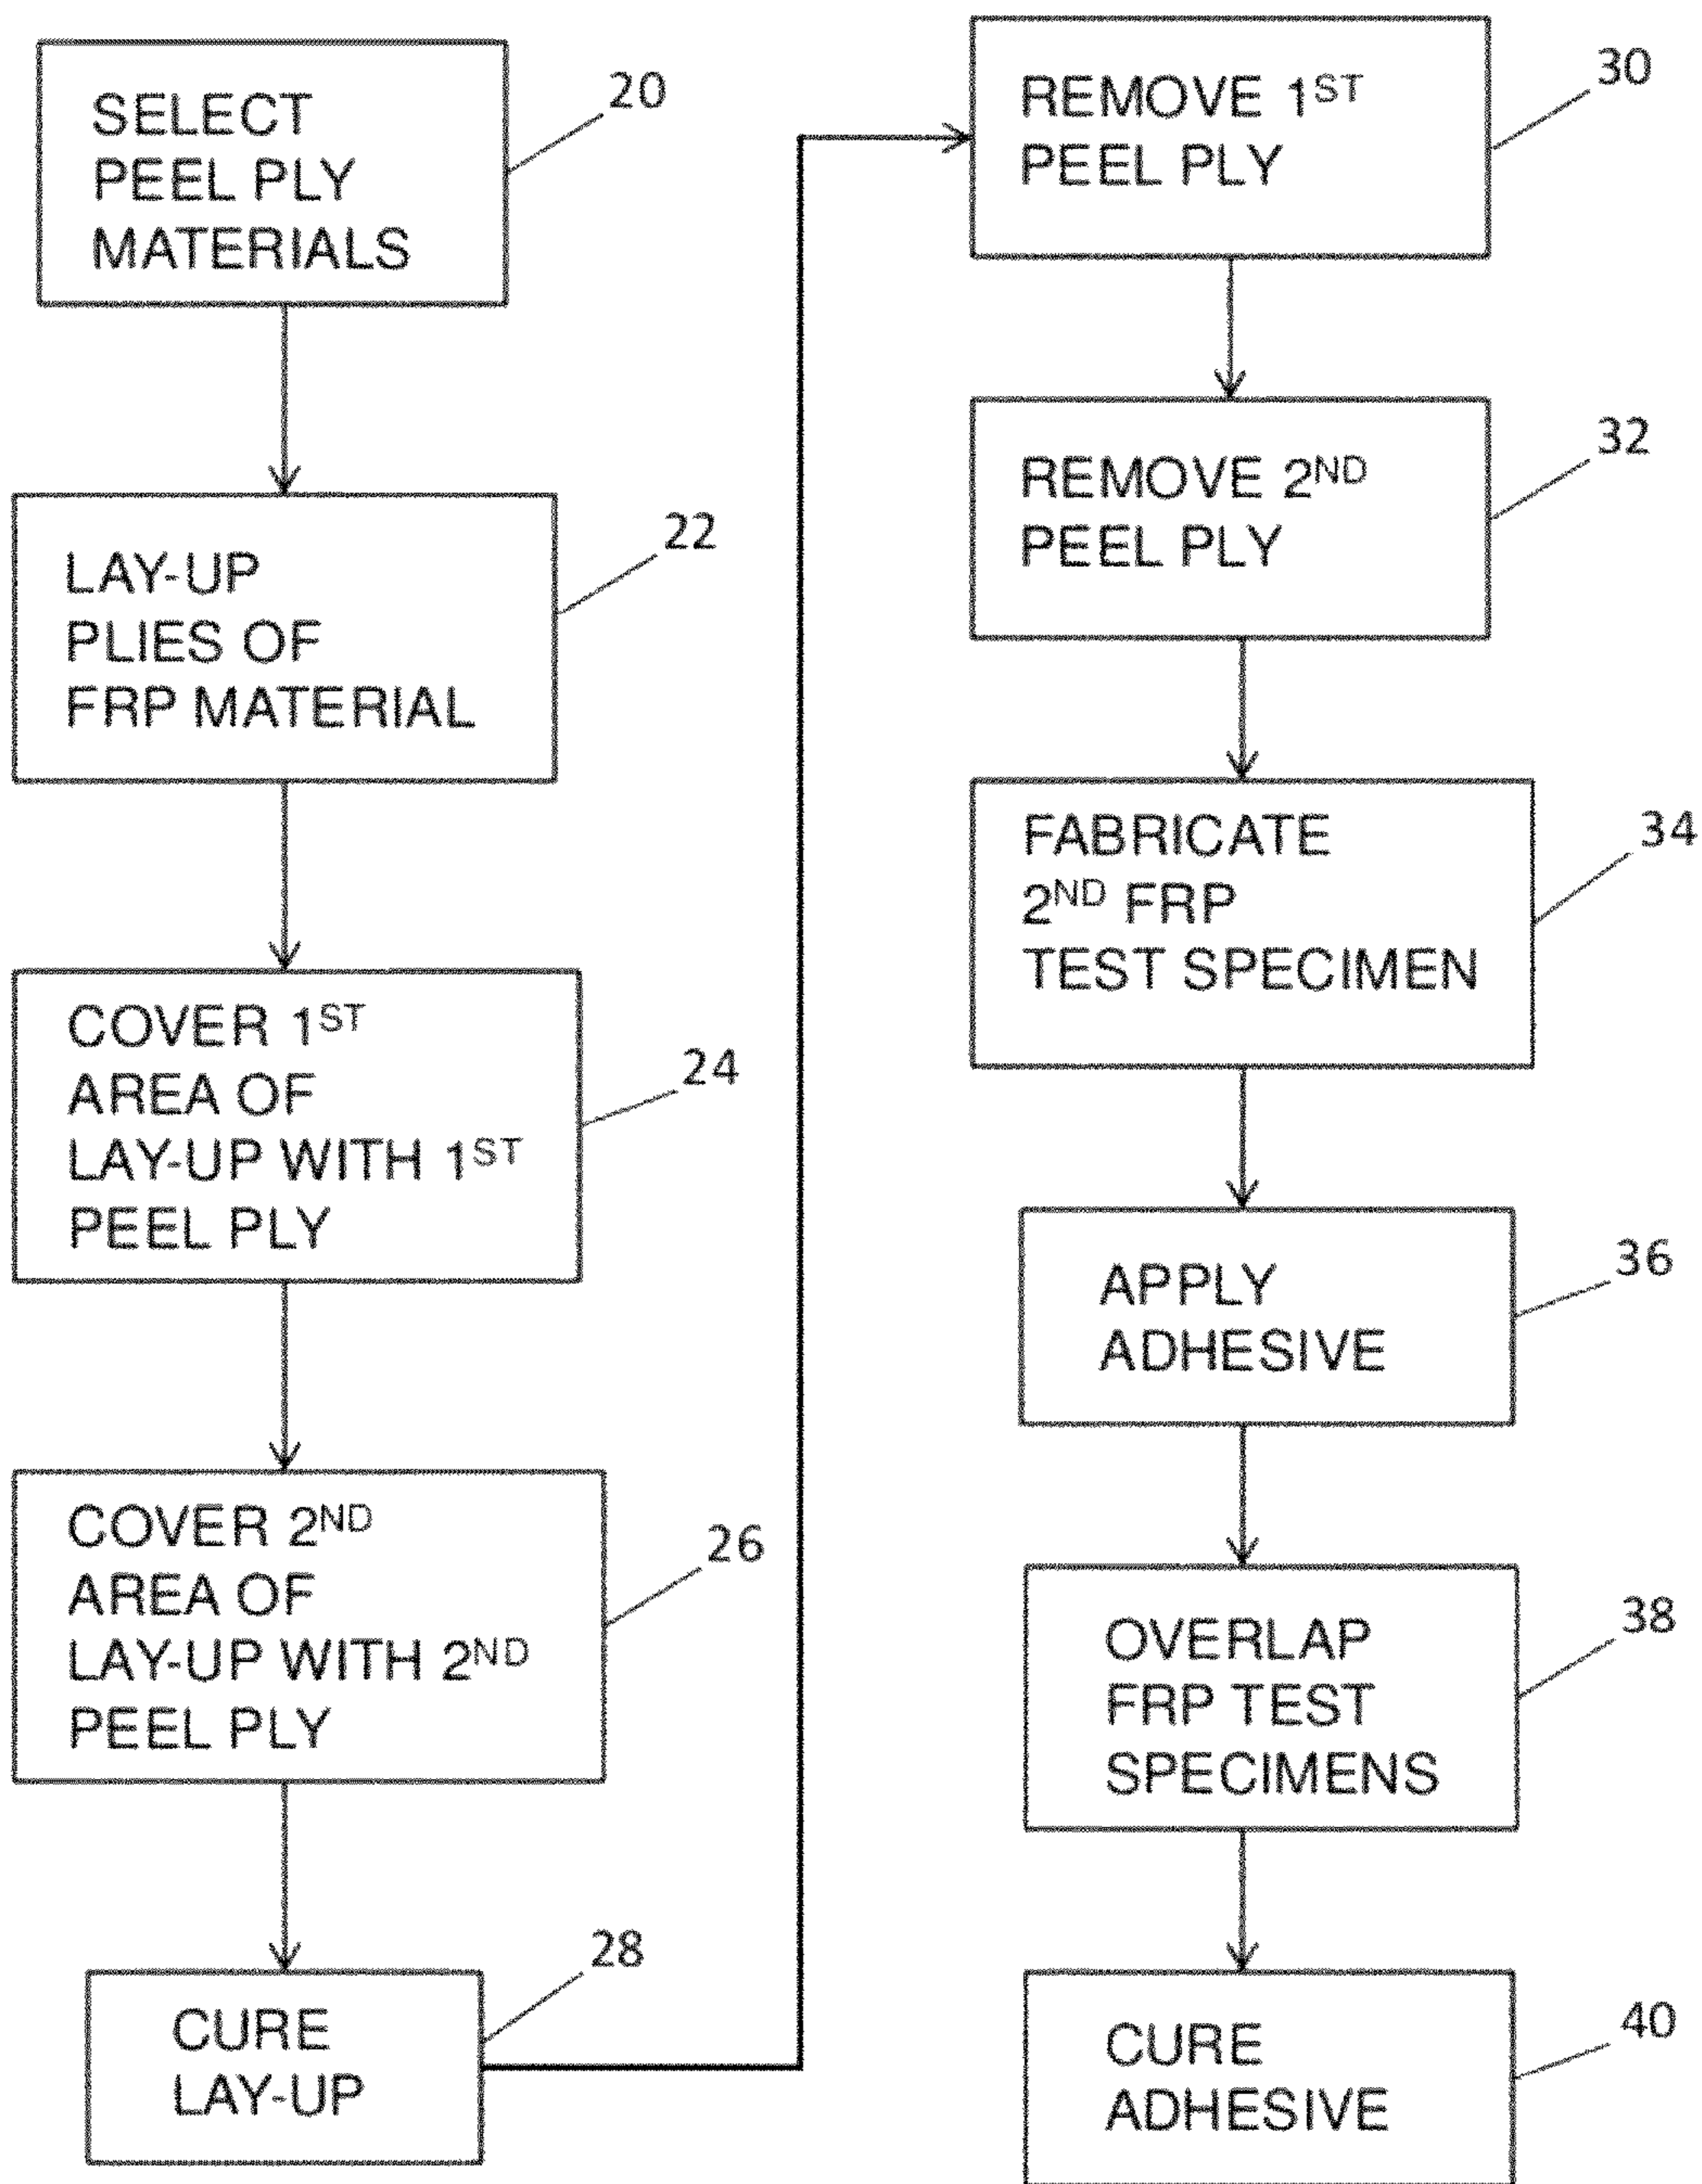 SELECT
PEEL PLY
MATERIALS
20
LAY-UP
PLIES OF
FRP MATERIAL
22
COVER 1ST
AREA OF
LAY-UP WITH 1ST
PEEL PLY
24
COVER 2ND
AREA OF
LAY-UP WITH 2ND
PEEL PLY
26
CURE
LAY-UP
28
REMOVE 1ST
PEEL PLY
30
REMOVE 2ND
PEEL PLY
32
FABRICATE
2ND FRP
TEST SPECIMEN
34
APPLY
ADHESIVE
36
OVERLAP
FRP TEST
SPECIMENS
38
CURE
ADHESIVE
40